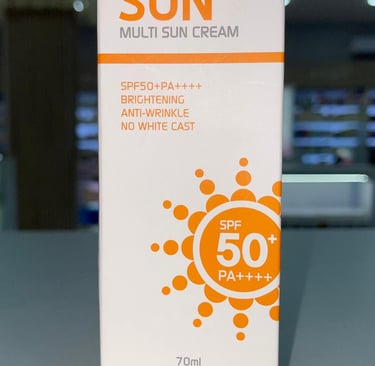 SUN
MULTI SUN CREAM
SPF50+PA++++
BRIGHTENING
ANTI-WRINKLE
NO WHITE CAST
SPF
50+
PA++++
70ml